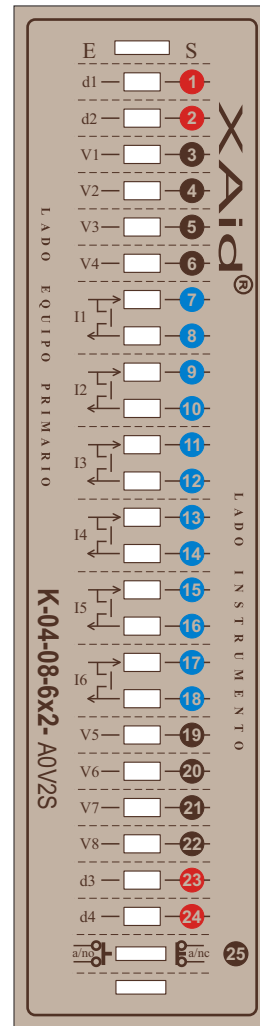 E S
d1 1
d2 2
V1 3
V2 4
V3 5
V4 6
I1 7
8
I2 9
10
I3 11
12
I4 13
14
I5 15
16
I6 17
18
V5 19
V6 20
V7 21
V8 22
d3 23
d4 24
a/no a/nc 25
XAid®
LADO EQUIPO PRIMARIO
LADO INSTRUMENTO
K-04-08-6x2- A0V2S